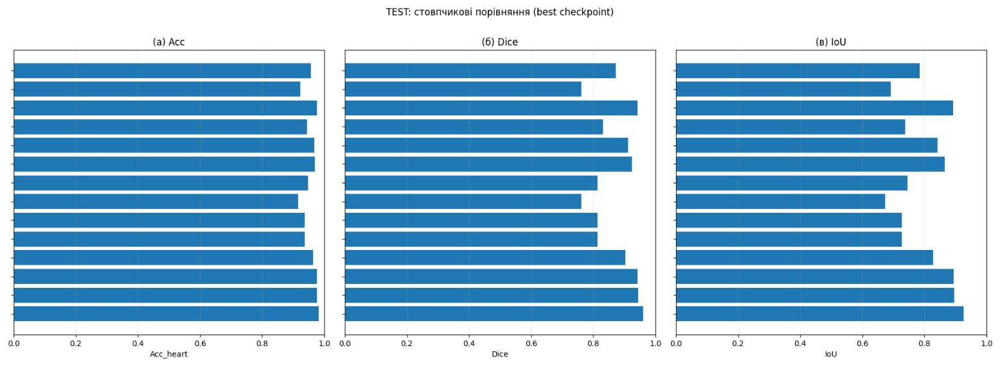 TEST: стовпчикові порівняння (best checkpoint)
(а) Acc
(б) Dice
(в) IoU
0.0 0.2 0.4 0.6 0.8 1.0
0.0 0.2 0.4 0.6 0.8 1.0
0.0 0.2 0.4 0.6 0.8 1.0
Acc_heart
Dice
IoU